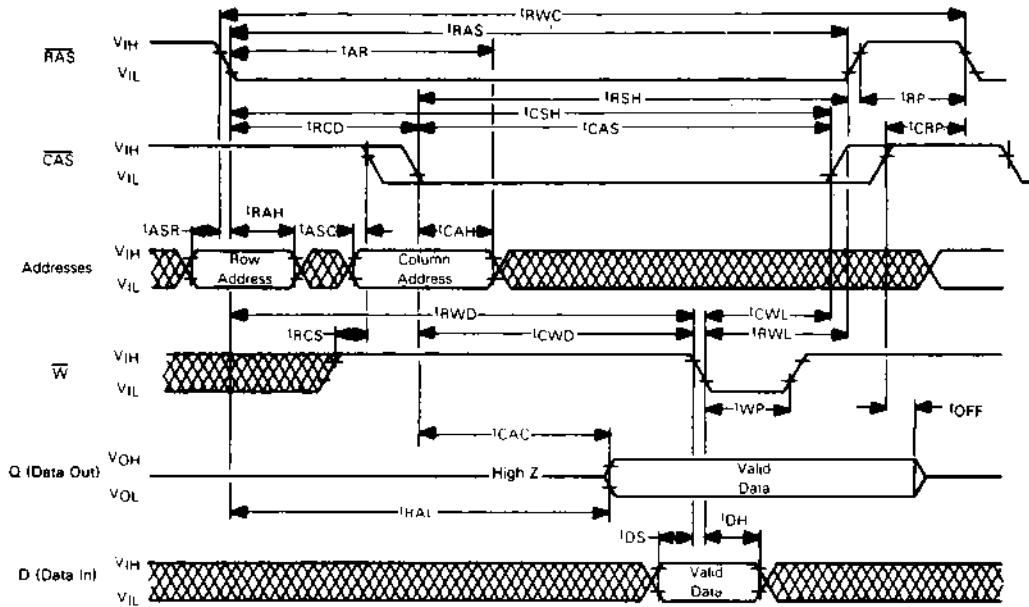 tRWC
tRAS
tAR
RAS
VIH
VIL
tRSH
tRP
tCSH
tRCD
tCAS
tCRP
CAS
VIH
VIL
tASR
tRAH
tASC
tCAH
Addresses
VIH
VIL
Row
Address
Column
Address
tRWD
tCWL
tRCS
tCWD
tRWL
W
VIH
VIL
tWP
tOFF
tCAC
Q (Data Out)
VOH
VOL
High Z
Valid
Data
tDS
tDH
D (Data In)
VIH
VIL
Valid
Data